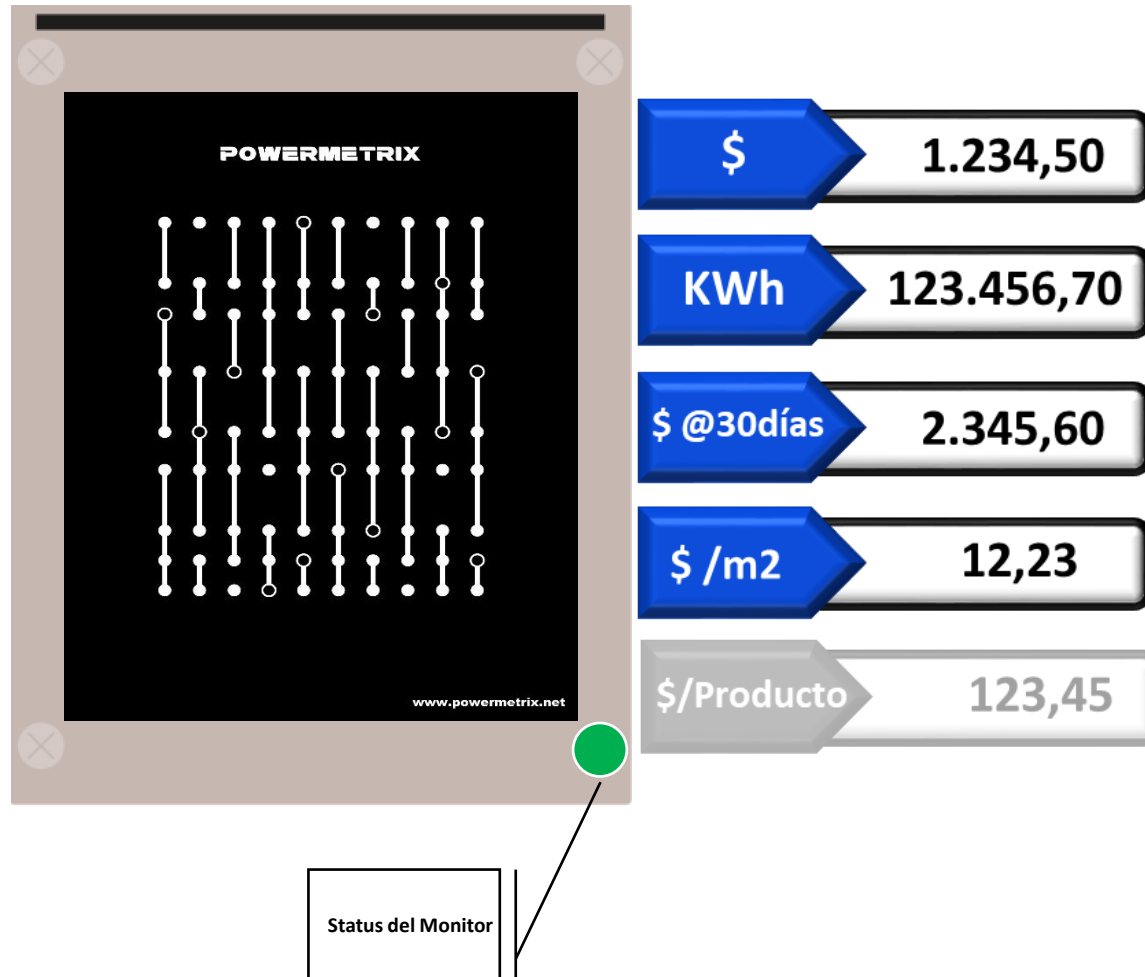 POWERMETRIX
www.powermetrix.net
$ 1.234,50
KWh 123.456,70
$ @30días 2.345,60
$ /m2 12,23
$/Producto 123,45
Status del Monitor